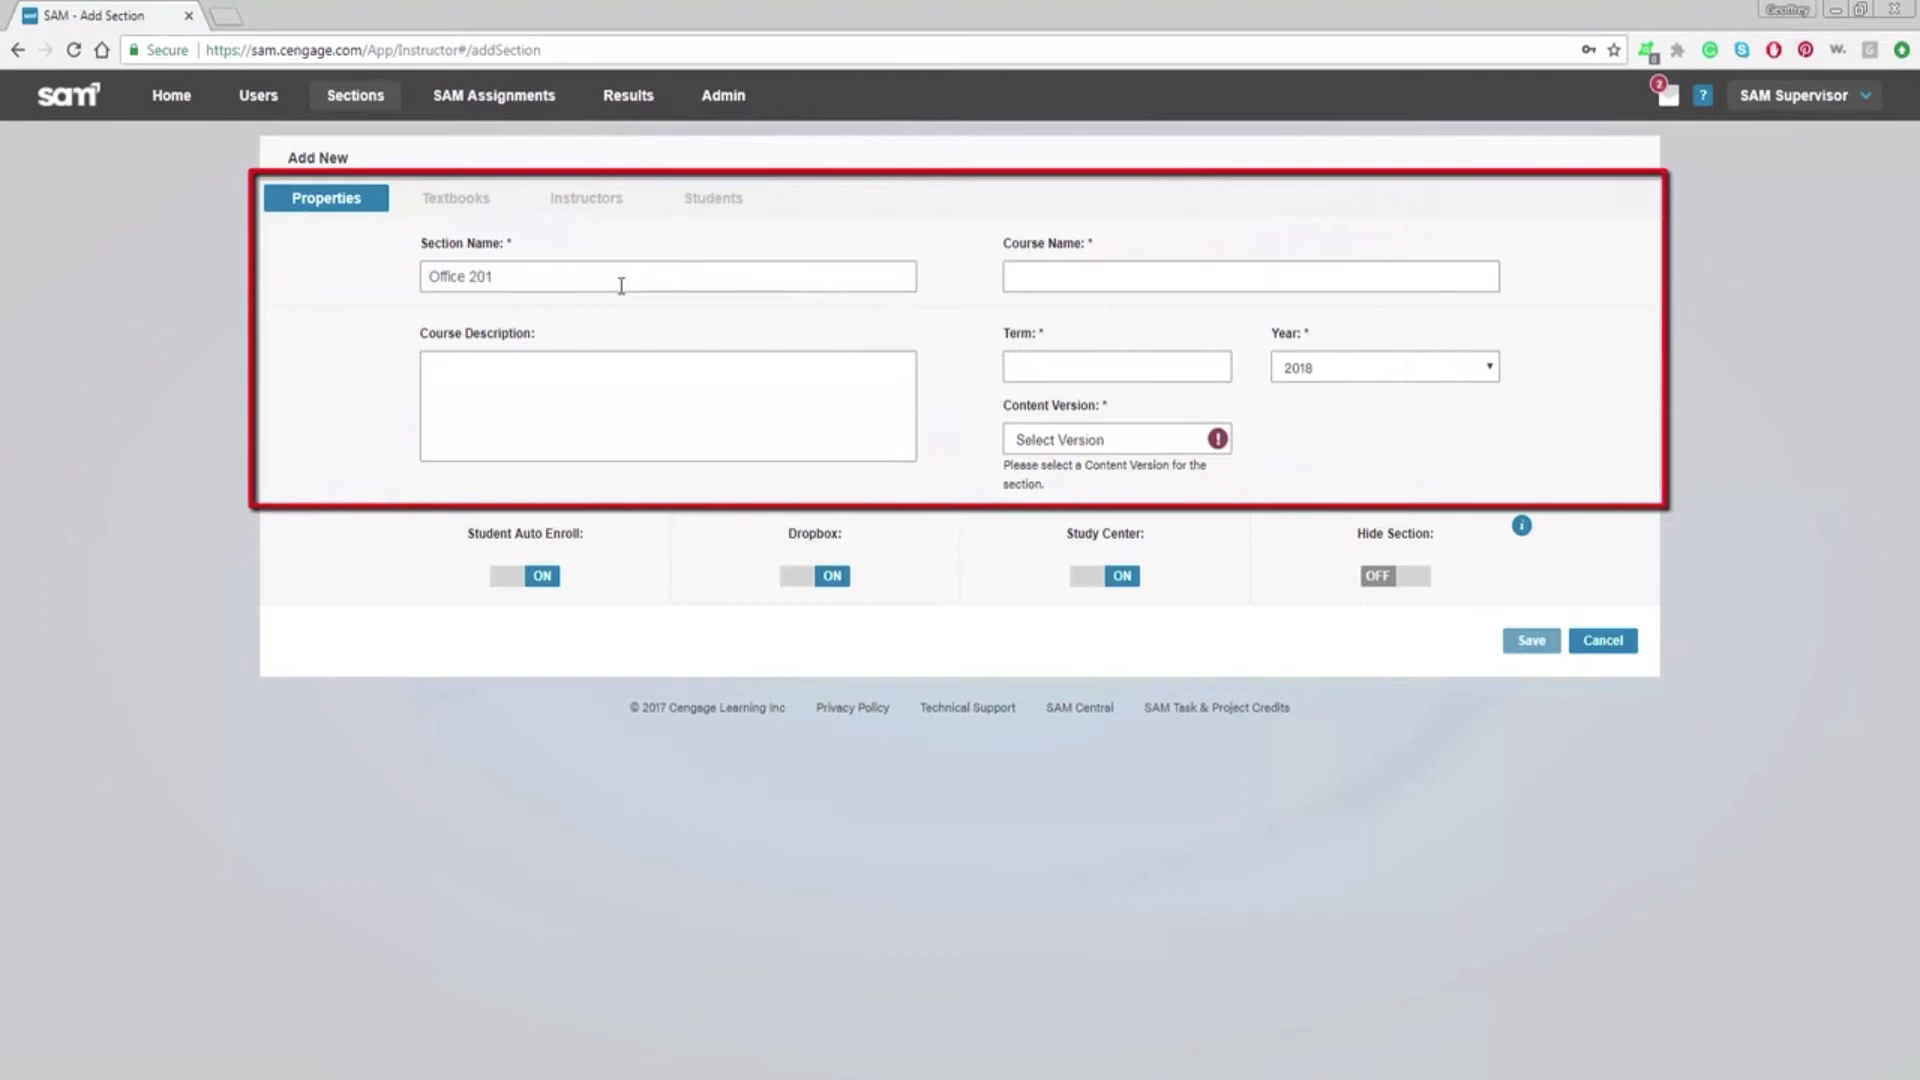 SAM - Add Section
Geoffrey
Secure https://sam.cengage.com/App/Instructor#/addSection
sam Home Users Sections SAM Assignments Results Admin 2 ? SAM Supervisor
Add New
Properties Textbooks Instructors Students
Section Name: * Course Name: *
Office 201
Course Description: Term: * Year: *
2018
Content Version: *
Select Version !
Please select a Content Version for the
section.
Student Auto Enroll: Dropbox: Study Center: Hide Section: i
ON ON ON OFF
Save Cancel
© 2017 Cengage Learning Inc Privacy Policy Technical Support SAM Central SAM Task & Project Credits